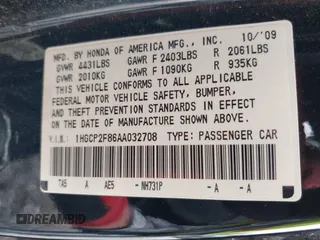 MFD. BY HONDA OF AMERICA MFG., INC. 10/'09
GVWR 4431LBS GAWR F 2403LBS R 2061LBS
GVWR 2010KG GAWR F 1090KG R 935KG
THIS VEHICLE CONFORMS TO ALL APPLICABLE
FEDERAL MOTOR VEHICLE SAFETY, BUMPER,
AND THEFT PREVENTION STANDARDS IN EFFECT
ON THE DATE OF MANUFACTURE SHOWN ABOVE.
V.I.N.: 1HGCP2F86AA032708 TYPE: PASSENGER CAR
TA5 A AE5 - NH731P - A - A
DREAMBID